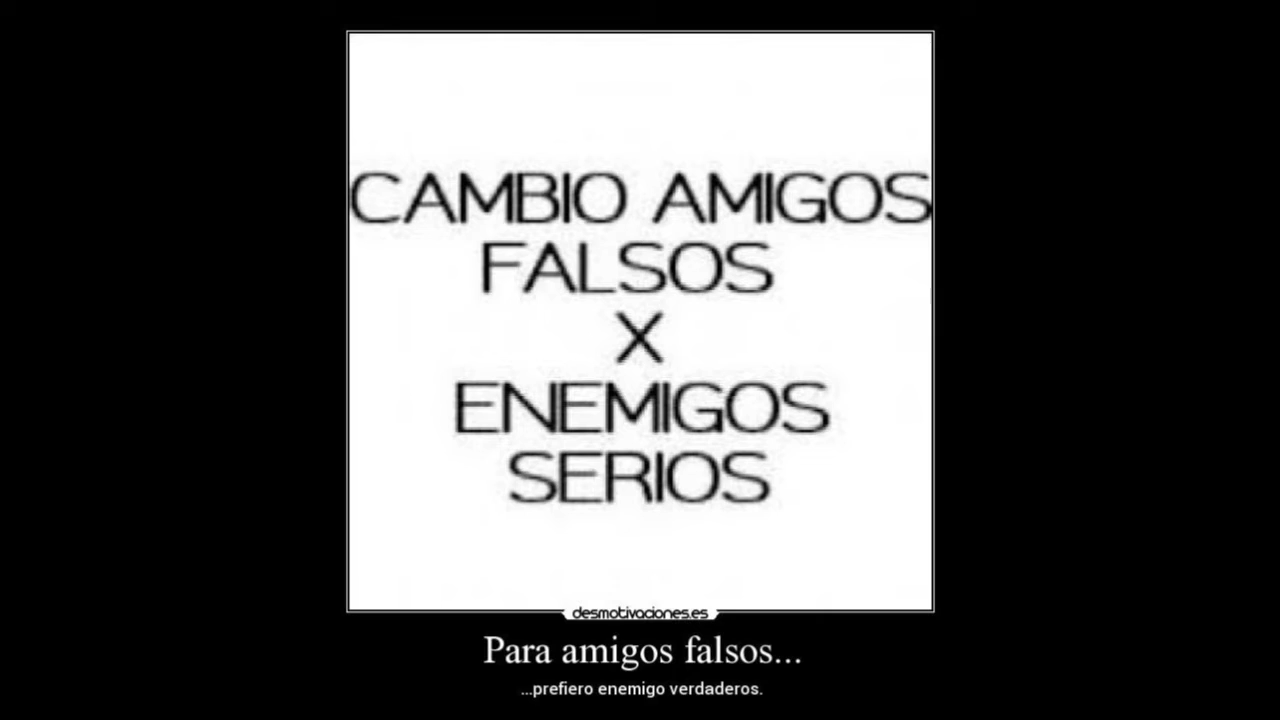 CAMBIO AMIGOS
FALSOS
X
ENEMIGOS
SERIOS
desmotivaciones.es
Para amigos falsos...
...prefiero enemigo verdaderos.